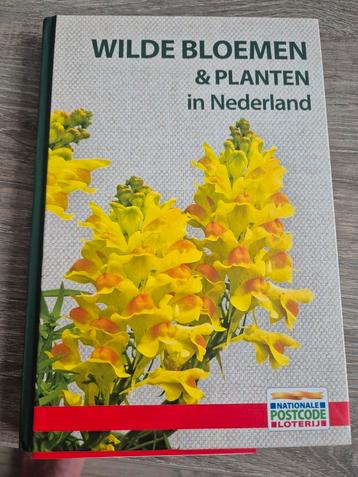 WILDE BLOEMEN
& PLANTEN
in Nederland
NATIONALE
POSTCODE
LOTERIJ